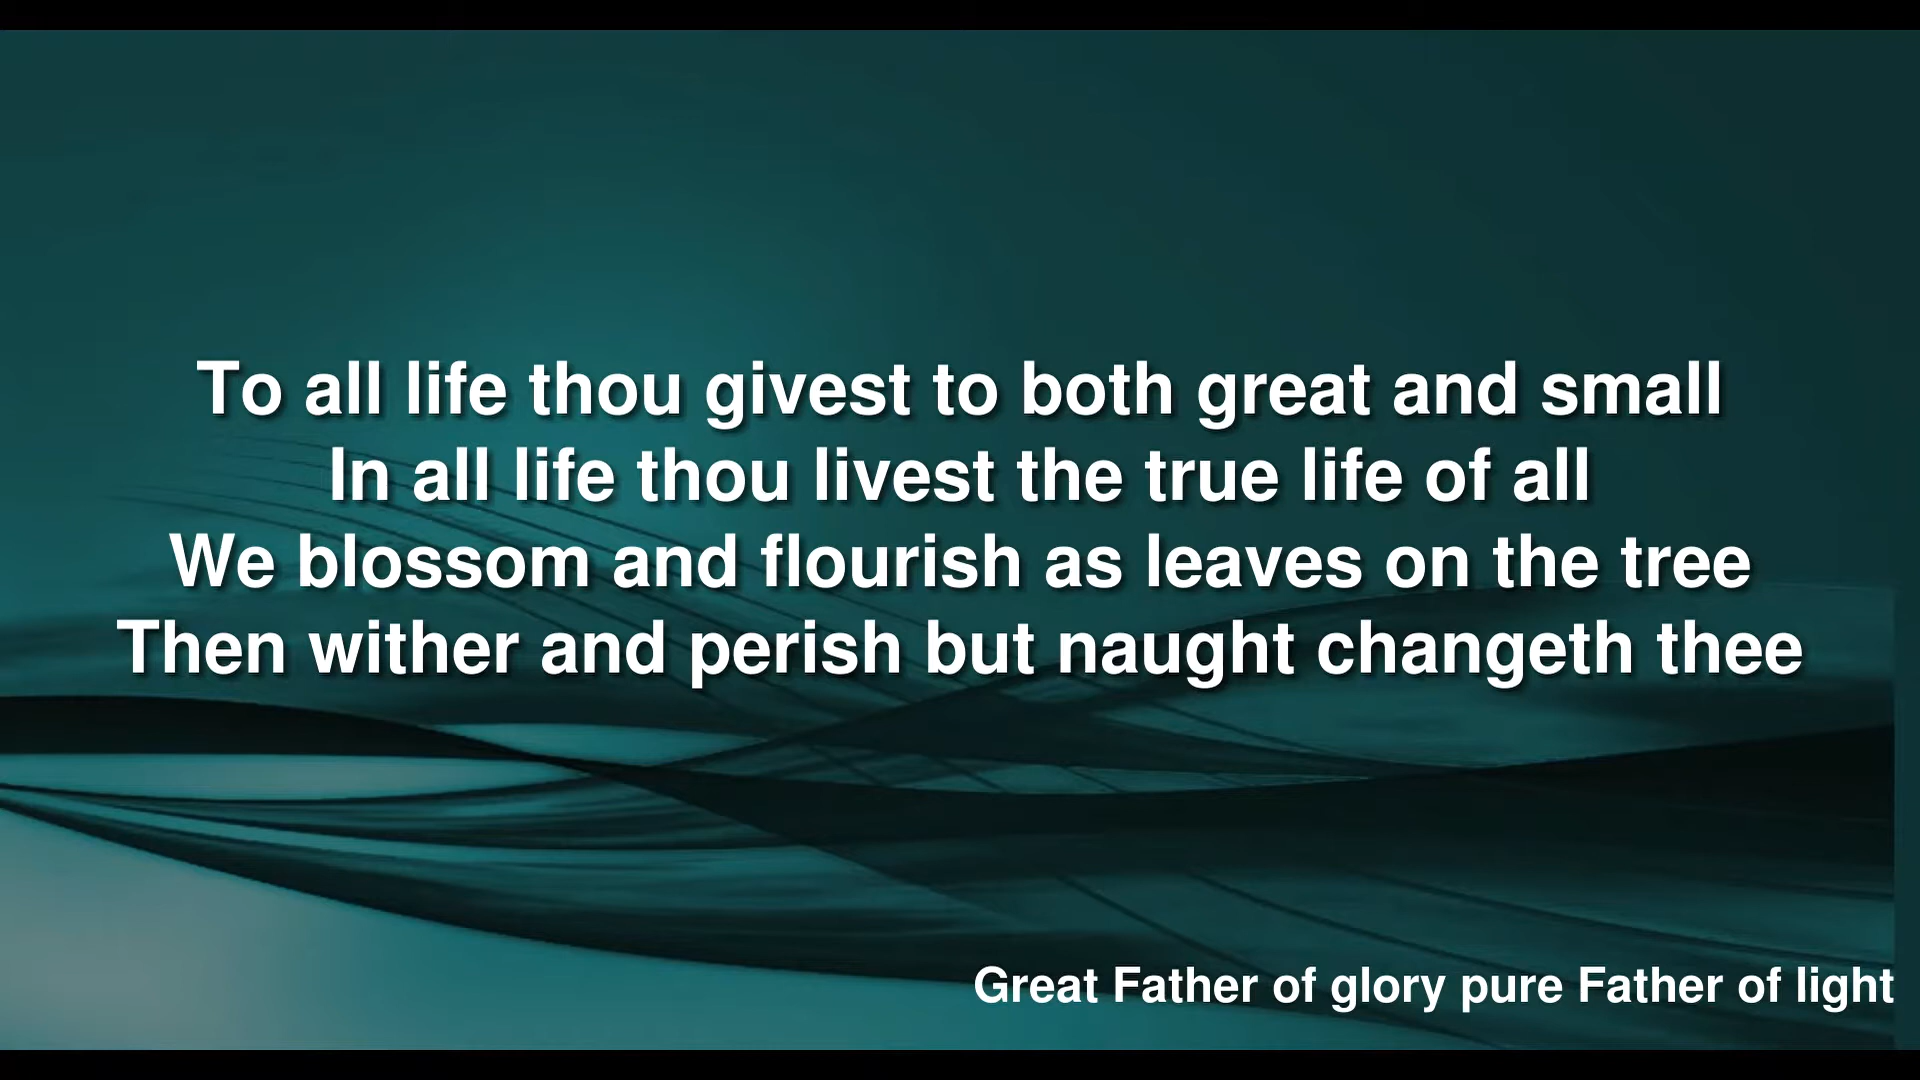 To all life thou givest to both great and small
In all life thou livest the true life of all
We blossom and flourish as leaves on the tree
Then wither and perish but naught changeth thee
Great Father of glory pure Father of light